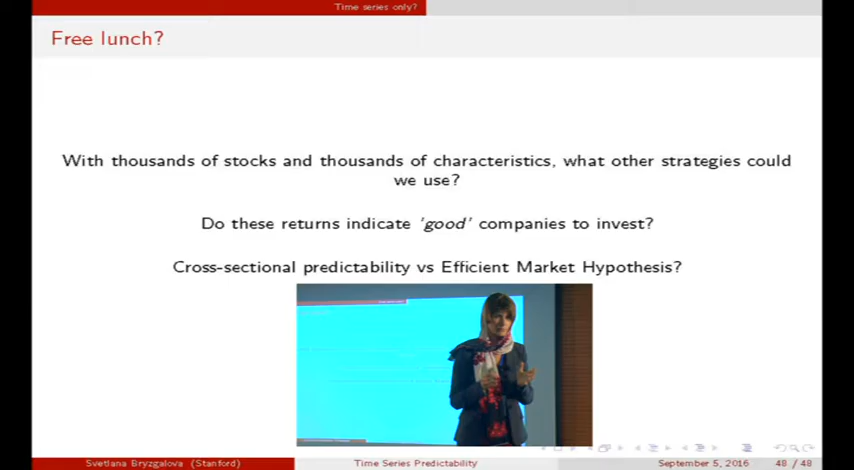 Time series only?
Free lunch?
With thousands of stocks and thousands of characteristics, what other strategies could
we use?
Do these returns indicate 'good' companies to invest?
Cross-sectional predictability vs Efficient Market Hypothesis?
Svetlana Bryzgalova (Stanford) Time Series Predictability September 5, 2016 48 / 48